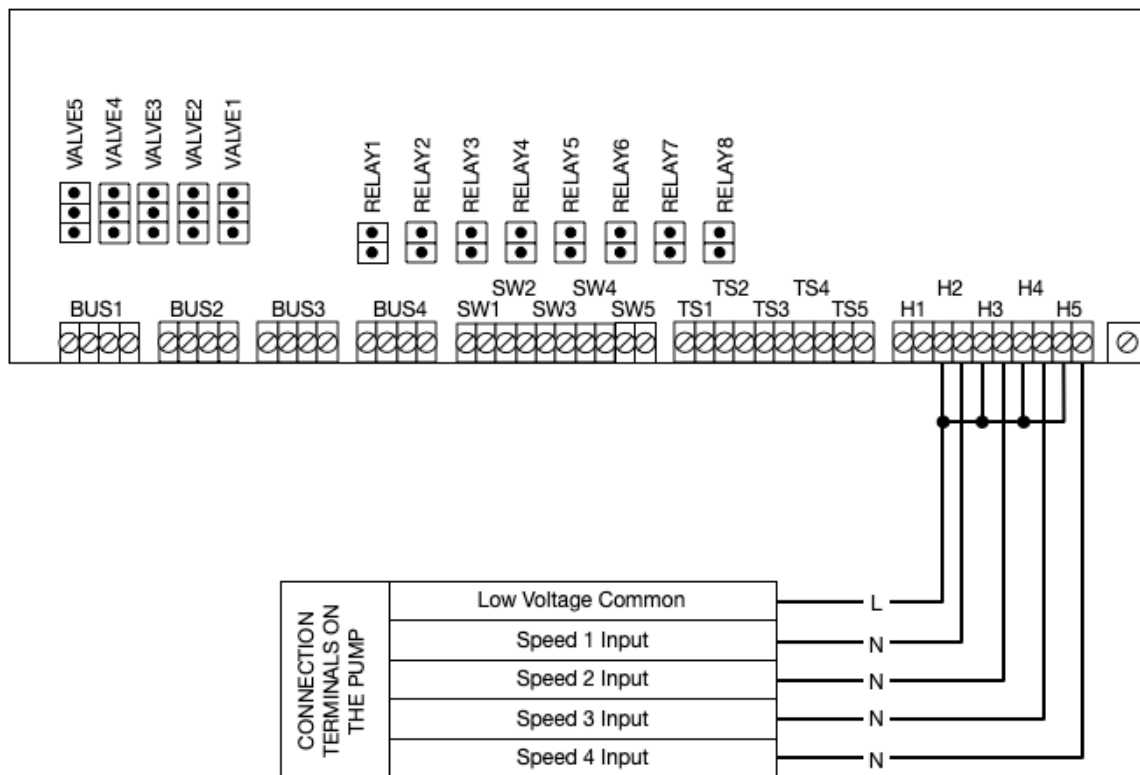 VALVE5
VALVE4
VALVE3
VALVE2
VALVE1
RELAY1
RELAY2
RELAY3
RELAY4
RELAY5
RELAY6
RELAY7
RELAY8
SW2 SW4 TS2 TS4 H2 H4
BUS1 BUS2 BUS3 BUS4 SW1 SW3 SW5 TS1 TS3 TS5 H1 H3 H5
CONNECTION
TERMINALS ON
THE PUMP
Low Voltage Common L
Speed 1 Input N
Speed 2 Input N
Speed 3 Input N
Speed 4 Input N